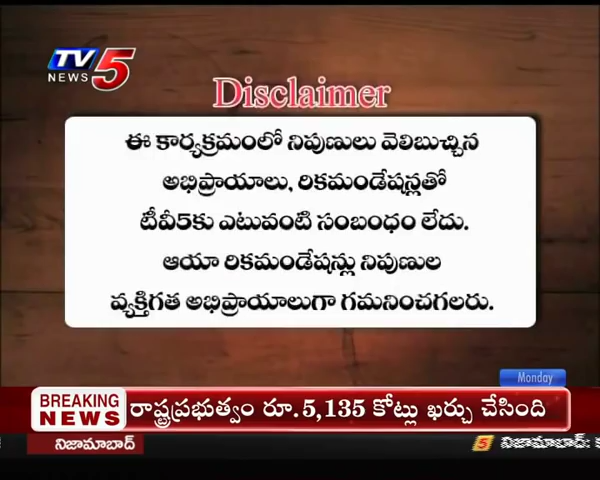 TV5
NEWS
Disclaimer
ఈ కార్యక్రమంలో నిపుణులు వెలిబుచ్చిన
అభిప్రాయాలు, రికమండేషన్లతో
టీవీ5కు ఎటువంటి సంబంధం లేదు.
ఆయా రికమండేషన్లు నిపుణుల
వ్యక్తిగత అభిప్రాయాలుగా గమనించగలరు.
Monday
BREAKING
NEWS
రాష్ట్రప్రభుత్వం రూ.5,135 కోట్లు ఖర్చు చేసింది
నిజామాబాద్
5 నిజామాబాద్: